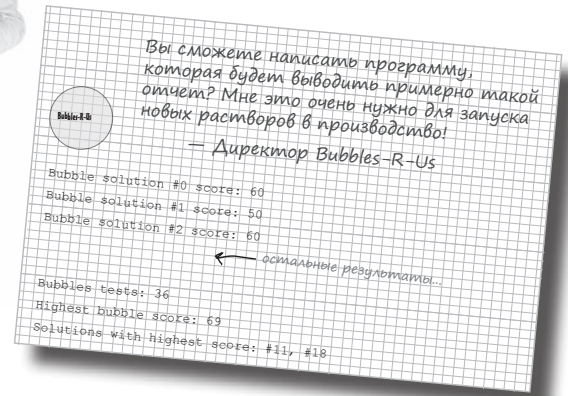 Вы сможете написать программу,
которая будет выводить примерно такой
отчет? Мне это очень нужно для запуска
новых растворов в производство!
— Директор Bubbles-R-Us
Bubbles-R-Us
Bubble solution #0 score: 60
Bubble solution #1 score: 50
Bubble solution #2 score: 60
остальные результаты...
Bubbles tests: 36
Highest bubble score: 69
Solutions with highest score: #11, #18